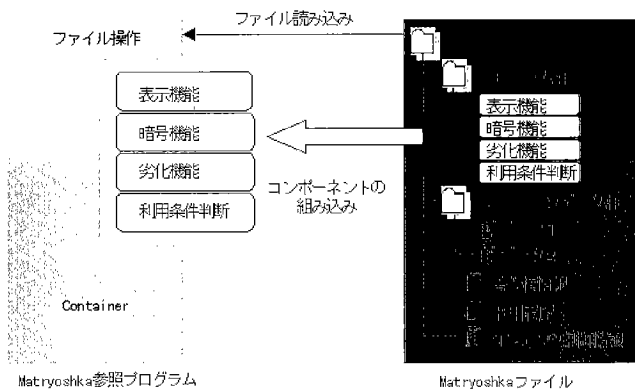 ファイル読み込み
ファイル操作
表示機能
暗号機能
劣化機能
利用条件判断
表示機能
暗号機能
劣化機能
利用条件判断
コンポーネントの
組み込み
Container
Matryoshka参照プログラム
Matryoshkaファイル